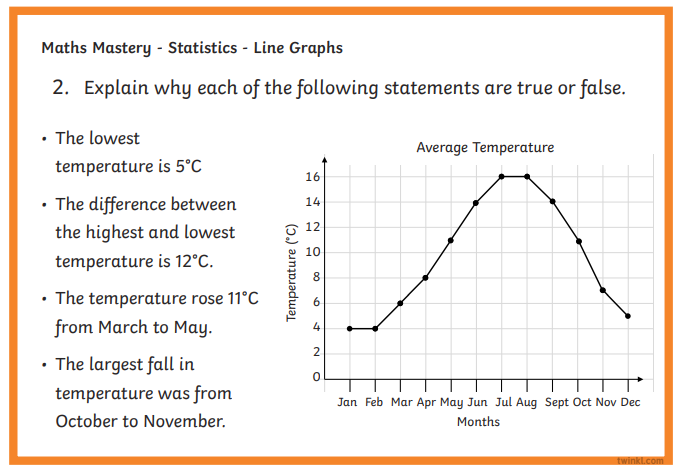 Maths Mastery - Statistics - Line Graphs
2. Explain why each of the following statements are true or false.
• The lowest
temperature is 5°C
• The difference between
the highest and lowest
temperature is 12°C.
• The temperature rose 11°C
from March to May.
• The largest fall in
temperature was from
October to November.
Average Temperature
Temperature (°C)
16
14
12
10
8
6
4
2
0
Jan Feb Mar Apr May Jun Jul Aug Sept Oct Nov Dec
Months
twinkl.com